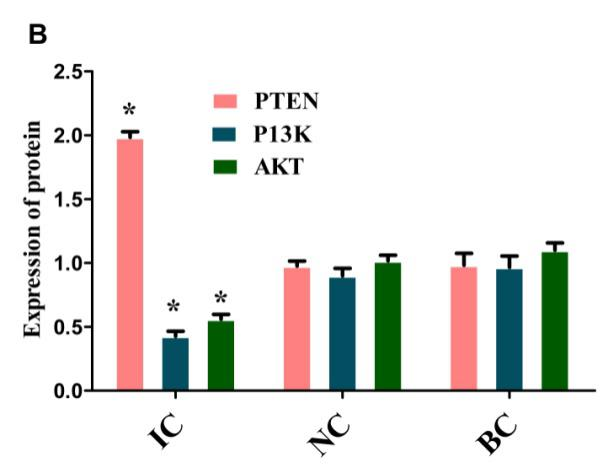 B
Expression of protein
2.5
2.0
1.5
1.0
0.5
0.0
PTEN
P13K
AKT
*
* *
IC NC BC